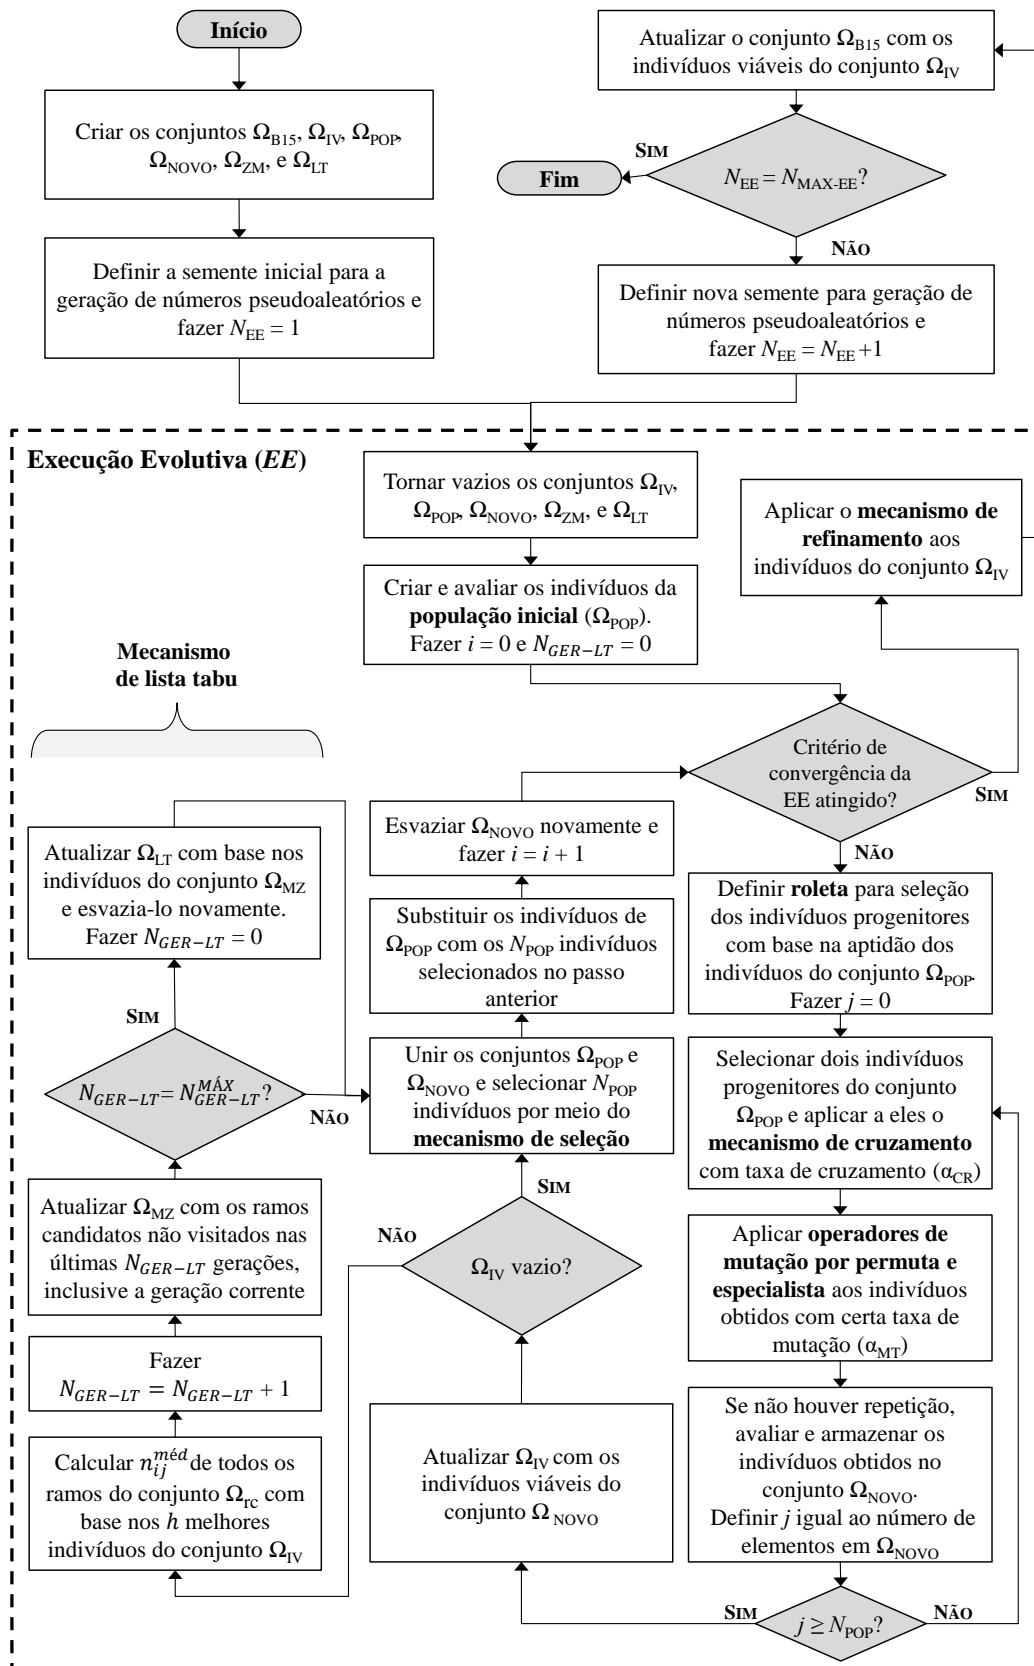 Início
Criar os conjuntos Ω_B15, Ω_IV, Ω_POP,
Ω_NOVO, Ω_ZM, e Ω_LT
Definir a semente inicial para a
geração de números pseudoaleatórios e
fazer N_EE = 1
Atualizar o conjunto Ω_B15 com os
indivíduos viáveis do conjunto Ω_IV
SIM
Fim
N_EE = N_MAX-EE?
NÃO
Definir nova semente para geração de
números pseudoaleatórios e
fazer N_EE = N_EE +1
Execução Evolutiva (EE)
Tornar vazios os conjuntos Ω_IV,
Ω_POP, Ω_NOVO, Ω_ZM, e Ω_LT
Criar e avaliar os indivíduos da
população inicial (Ω_POP).
Fazer i = 0 e N_GER−LT = 0
Aplicar o mecanismo de
refinamento aos
indivíduos do conjunto Ω_IV
Critério de
convergência da
EE atingido?
SIM
NÃO
Definir roleta para seleção
dos indivíduos progenitores
com base na aptidão dos
indivíduos do conjunto Ω_POP.
Fazer j = 0
Selecionar dois indivíduos
progenitores do conjunto
Ω_POP e aplicar a eles o
mecanismo de cruzamento
com taxa de cruzamento (α_CR)
Aplicar operadores de
mutação por permuta e
especialista aos indivíduos
obtidos com certa taxa de
mutação (α_MT)
Se não houver repetição,
avaliar e armazenar os
indivíduos obtidos no
conjunto Ω_NOVO.
Definir j igual ao número de
elementos em Ω_NOVO
SIM
j ≥ N_POP?
NÃO
Atualizar Ω_IV com os
indivíduos viáveis do
conjunto Ω_NOVO
Ω_IV vazio?
SIM
NÃO
Unir os conjuntos Ω_POP e
Ω_NOVO e selecionar N_POP
indivíduos por meio do
mecanismo de seleção
Substituir os indivíduos de
Ω_POP com os N_POP indivíduos
selecionados no passo
anterior
Esvaziar Ω_NOVO novamente e
fazer i = i + 1
Mecanismo
de lista tabu
Atualizar Ω_LT com base nos
indivíduos do conjunto Ω_MZ
e esvazia-lo novamente.
Fazer N_GER−LT = 0
SIM
N_GER−LT = N_GER−LT^MÁX?
NÃO
Atualizar Ω_MZ com os ramos
candidatos não visitados nas
últimas N_GER−LT gerações,
inclusive a geração corrente
Fazer
N_GER−LT = N_GER−LT + 1
Calcular n_ij^méd de todos os
ramos do conjunto Ω_rc com
base nos h melhores
indivíduos do conjunto Ω_IV